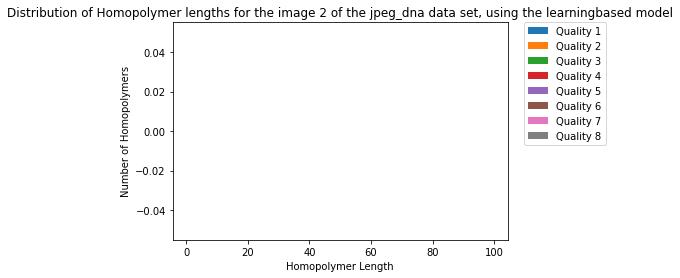 Distribution of Homopolymer lengths for the image 2 of the jpeg_dna data set, using the learningbased model
Number of Homopolymers
0.04
0.02
0.00
−0.02
−0.04
0 20 40 60 80 100
Homopolymer Length
Quality 1
Quality 2
Quality 3
Quality 4
Quality 5
Quality 6
Quality 7
Quality 8